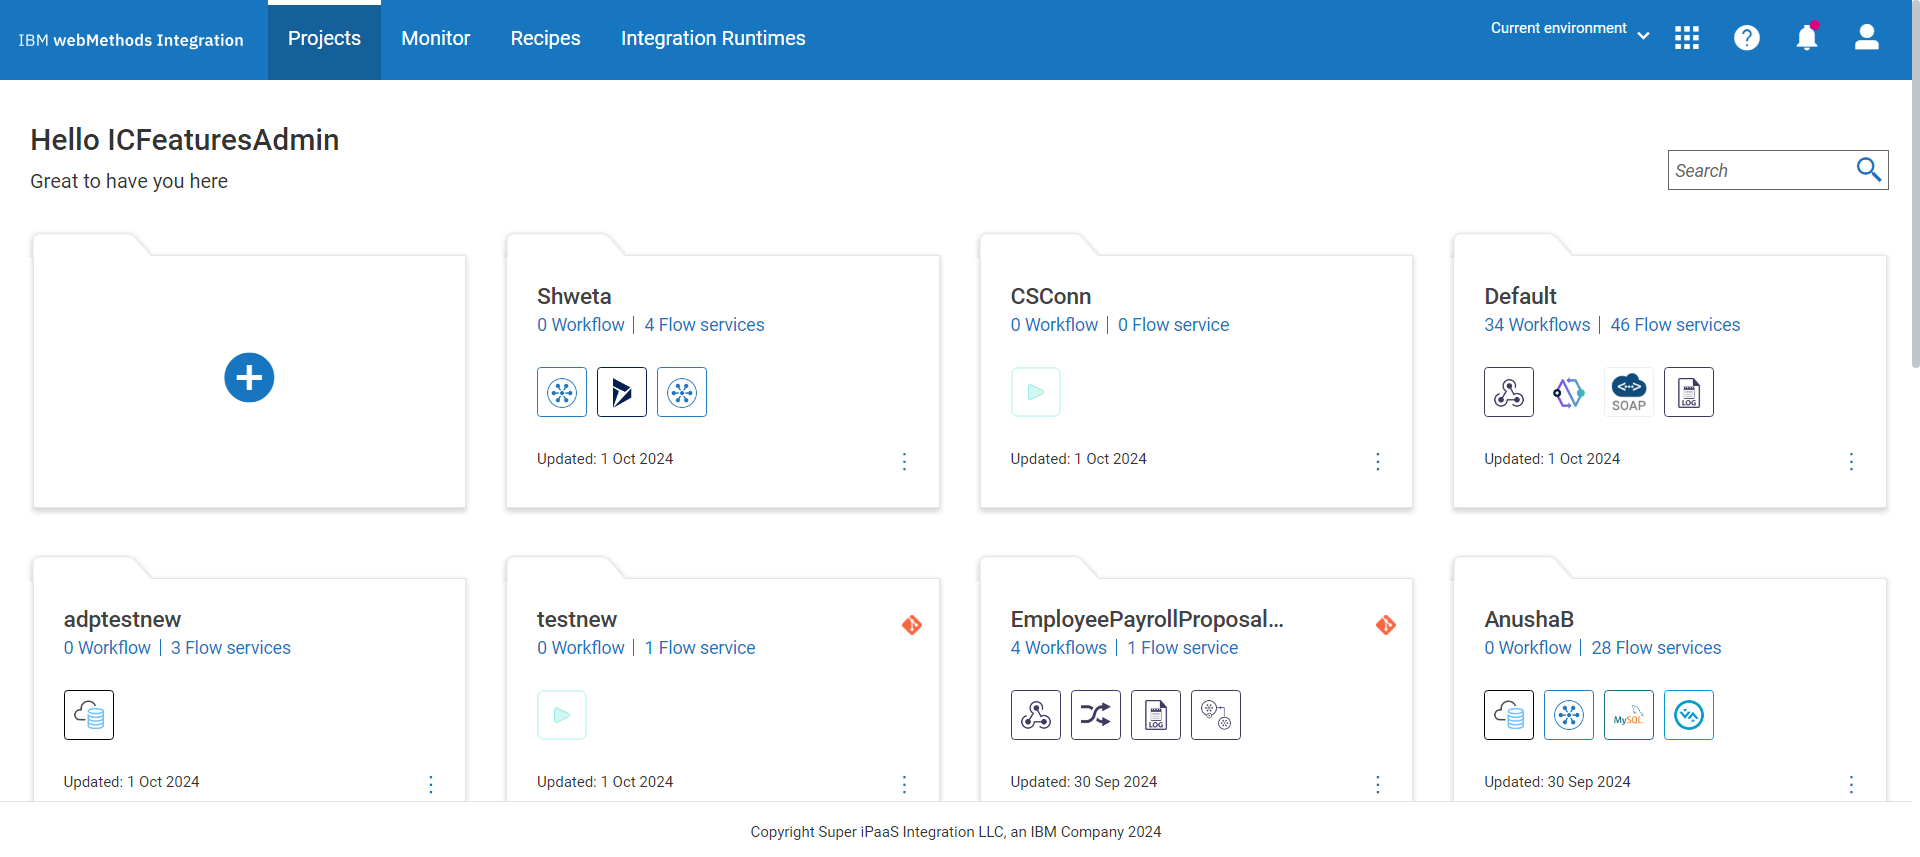 IBM webMethods Integration
Projects
Monitor
Recipes
Integration Runtimes
Current environment
?
Hello ICFeaturesAdmin
Great to have you here
Search
Shweta
0 Workflow | 4 Flow services
Updated: 1 Oct 2024
CSConn
0 Workflow | 0 Flow service
Updated: 1 Oct 2024
Default
34 Workflows | 46 Flow services
SOAP
LOG
Updated: 1 Oct 2024
adptestnew
0 Workflow | 3 Flow services
Updated: 1 Oct 2024
testnew
0 Workflow | 1 Flow service
Updated: 1 Oct 2024
EmployeePayrollProposal...
4 Workflows | 1 Flow service
LOG
Updated: 30 Sep 2024
AnushaB
0 Workflow | 28 Flow services
MySQL
Updated: 30 Sep 2024
Copyright Super iPaaS Integration LLC, an IBM Company 2024